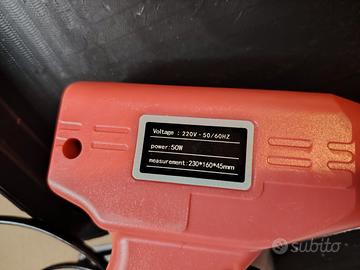 Voltage : 220V - 50/60HZ
power:50W
measurement:230*160*45mm
subito